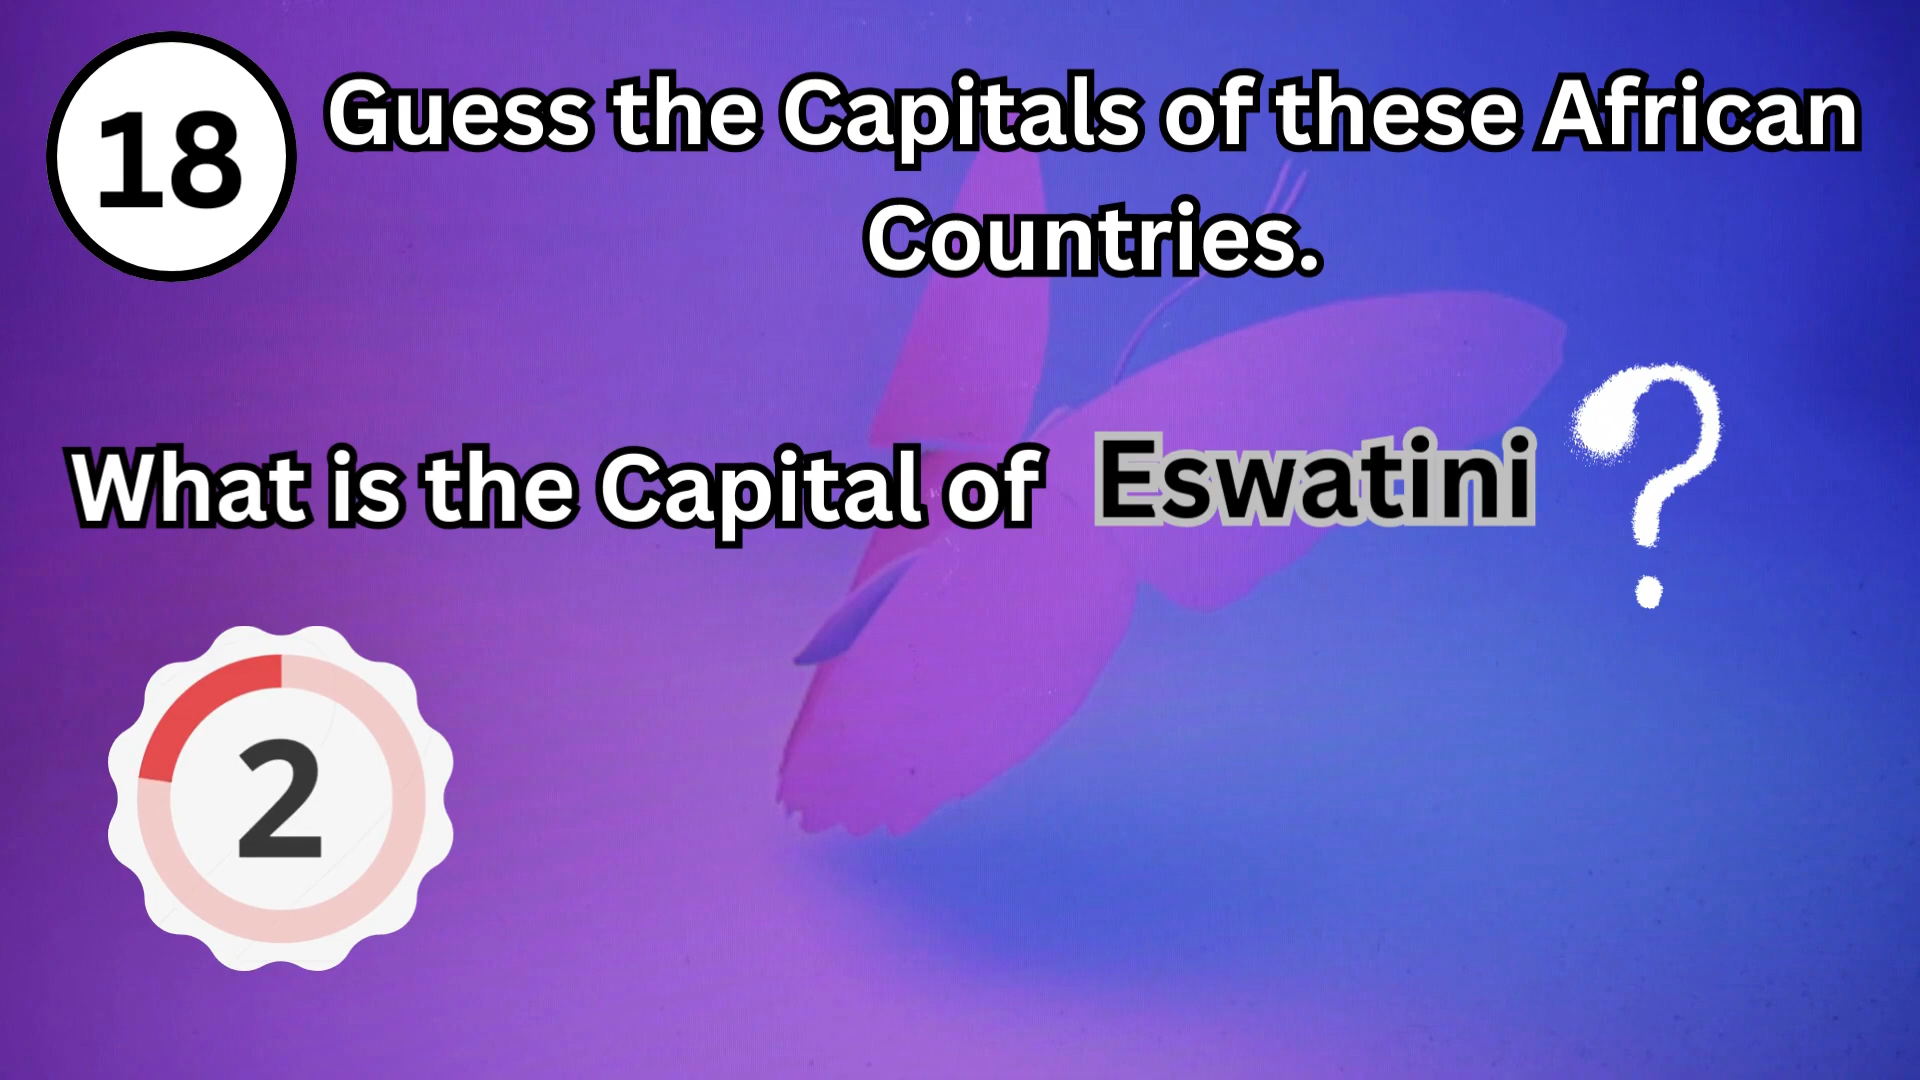 18
Guess the Capitals of these African
Countries.
What is the Capital of Eswatini ?
2